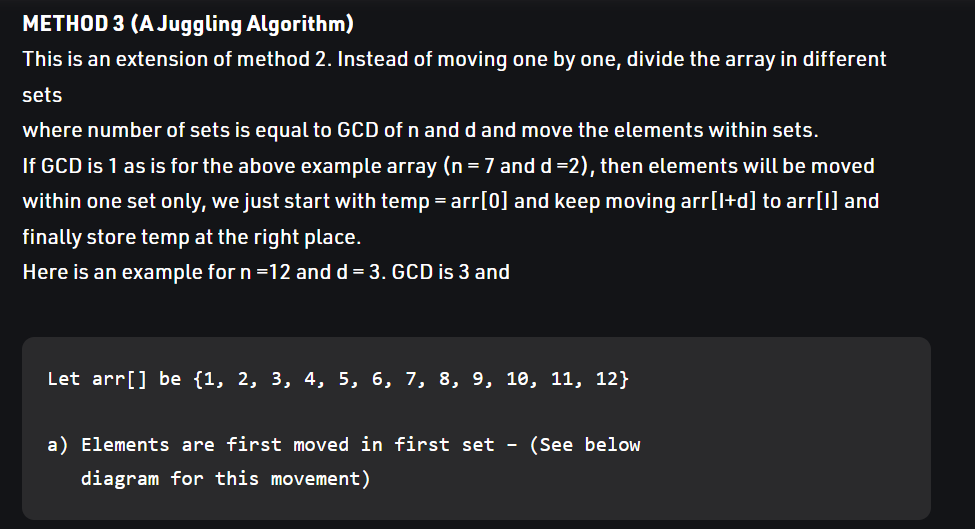 METHOD 3 (A Juggling Algorithm)
This is an extension of method 2. Instead of moving one by one, divide the array in different
sets
where number of sets is equal to GCD of n and d and move the elements within sets.
If GCD is 1 as is for the above example array (n = 7 and d =2), then elements will be moved
within one set only, we just start with temp = arr[0] and keep moving arr[I+d] to arr[I] and
finally store temp at the right place.
Here is an example for n =12 and d = 3. GCD is 3 and
Let arr[] be {1, 2, 3, 4, 5, 6, 7, 8, 9, 10, 11, 12}
a) Elements are first moved in first set – (See below
diagram for this movement)